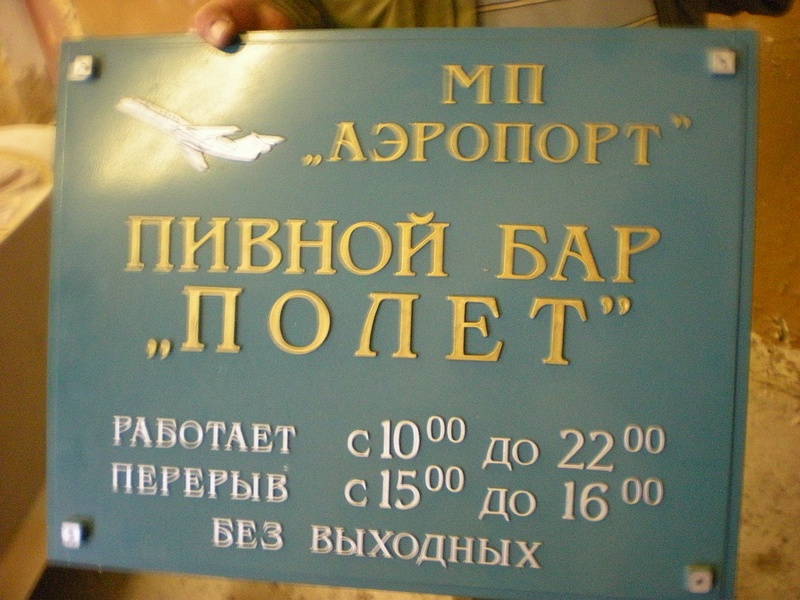 МП
„АЭРОПОРТ”
ПИВНОЙ БАР
„ПОЛЕТ”
РАБОТАЕТ с 10⁰⁰ до 22⁰⁰
ПЕРЕРЫВ с 15⁰⁰ до 16⁰⁰
БЕЗ ВЫХОДНЫХ